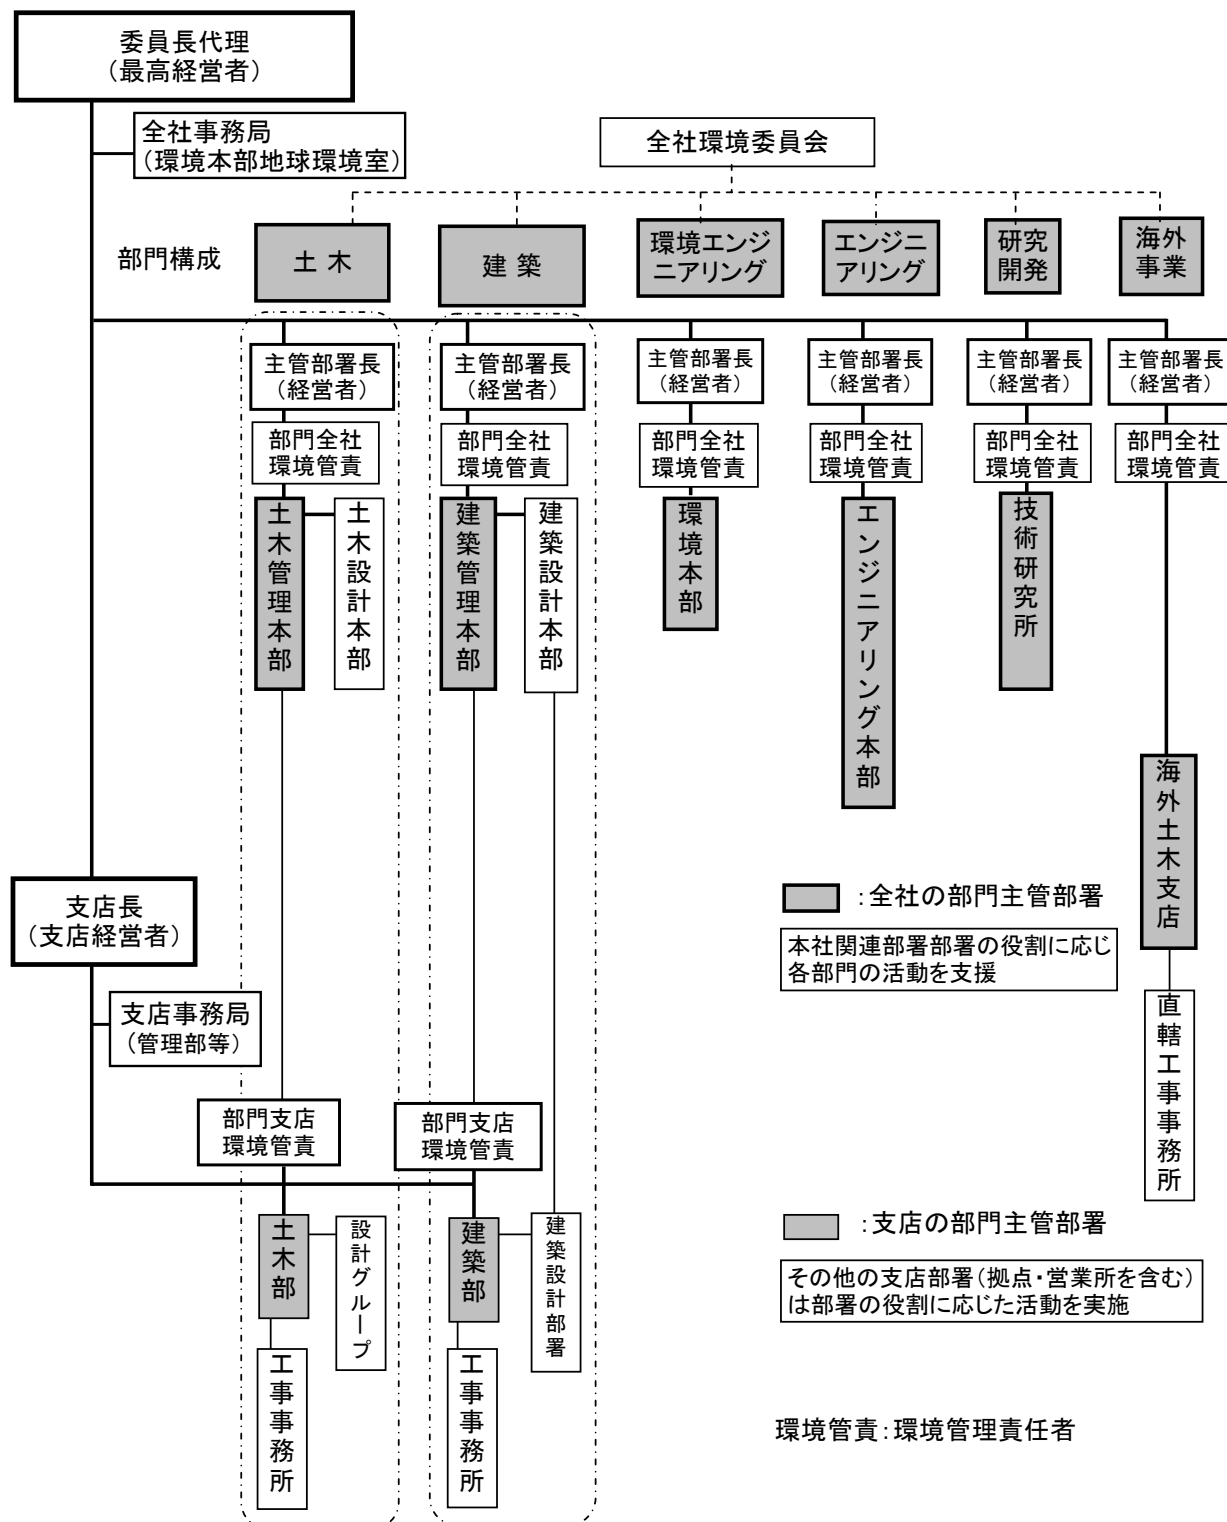 委員長代理
（最高経営者）
全社事務局
（環境本部地球環境室）
全社環境委員会
部門構成
土木
建築
環境エンジ
ニアリング
エンジニ
アリング
研究
開発
海外
事業
主管部署長
（経営者）
主管部署長
（経営者）
主管部署長
（経営者）
主管部署長
（経営者）
主管部署長
（経営者）
主管部署長
（経営者）
部門全社
環境管責
部門全社
環境管責
部門全社
環境管責
部門全社
環境管責
部門全社
環境管責
部門全社
環境管責
土木管理本部
土木設計本部
建築管理本部
建築設計本部
環境本部
エンジニアリング本部
技術研究所
海外土木支店
直轄工事事務所
支店長
（支店経営者）
支店事務局
（管理部等）
：全社の部門主管部署
本社関連部署部署の役割に応じ
各部門の活動を支援
部門支店
環境管責
部門支店
環境管責
土木部
設計グループ
建築部
建築設計部署
工事事務所
工事事務所
：支店の部門主管部署
その他の支店部署（拠点・営業所を含む）
は部署の役割に応じた活動を実施
環境管責：環境管理責任者